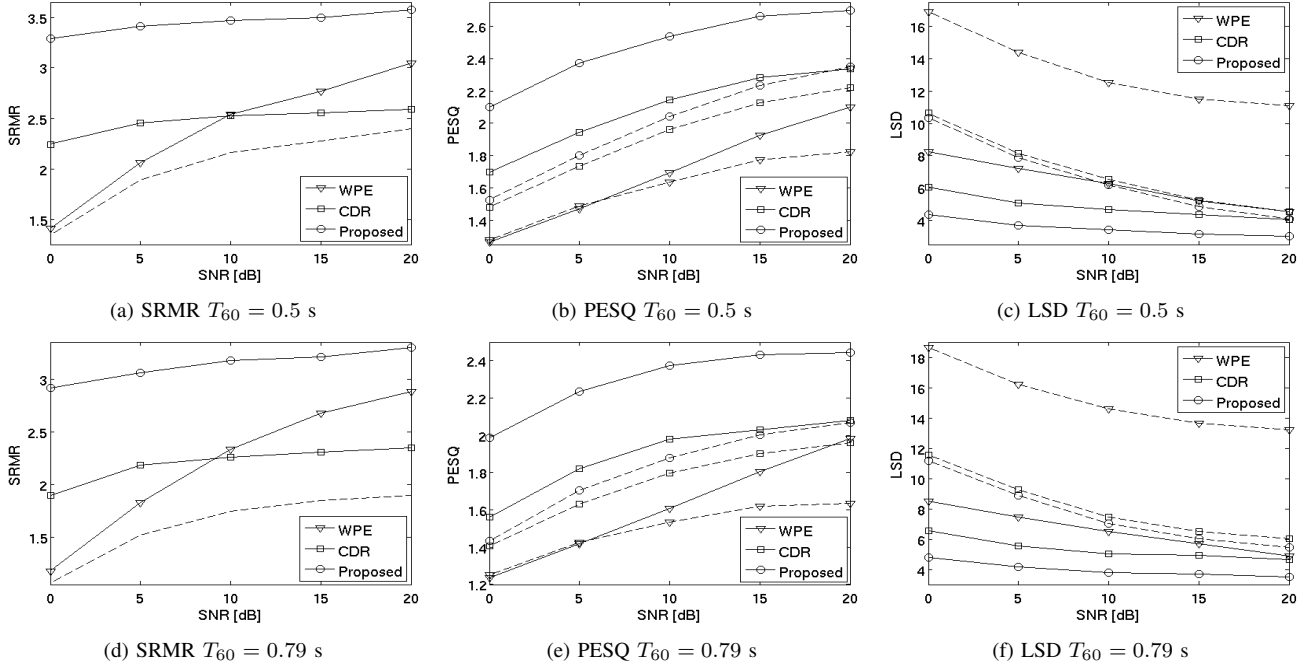 3.5
3
2.5
2
1.5
SRMR
0 5 10 15 20
SNR [dB]
WPE
CDR
Proposed
(a) SRMR T60 = 0.5 s
2.6
2.4
2.2
2
1.8
1.6
1.4
PESQ
0 5 10 15 20
SNR [dB]
WPE
CDR
Proposed
(b) PESQ T60 = 0.5 s
16
14
12
10
8
6
4
LSD
0 5 10 15 20
SNR [dB]
WPE
CDR
Proposed
(c) LSD T60 = 0.5 s
3
2.5
2
1.5
SRMR
0 5 10 15 20
SNR [dB]
WPE
CDR
Proposed
(d) SRMR T60 = 0.79 s
2.4
2.2
2
1.8
1.6
1.4
1.2
PESQ
0 5 10 15 20
SNR [dB]
WPE
CDR
Proposed
(e) PESQ T60 = 0.79 s
18
16
14
12
10
8
6
4
LSD
0 5 10 15 20
SNR [dB]
WPE
CDR
Proposed
(f) LSD T60 = 0.79 s